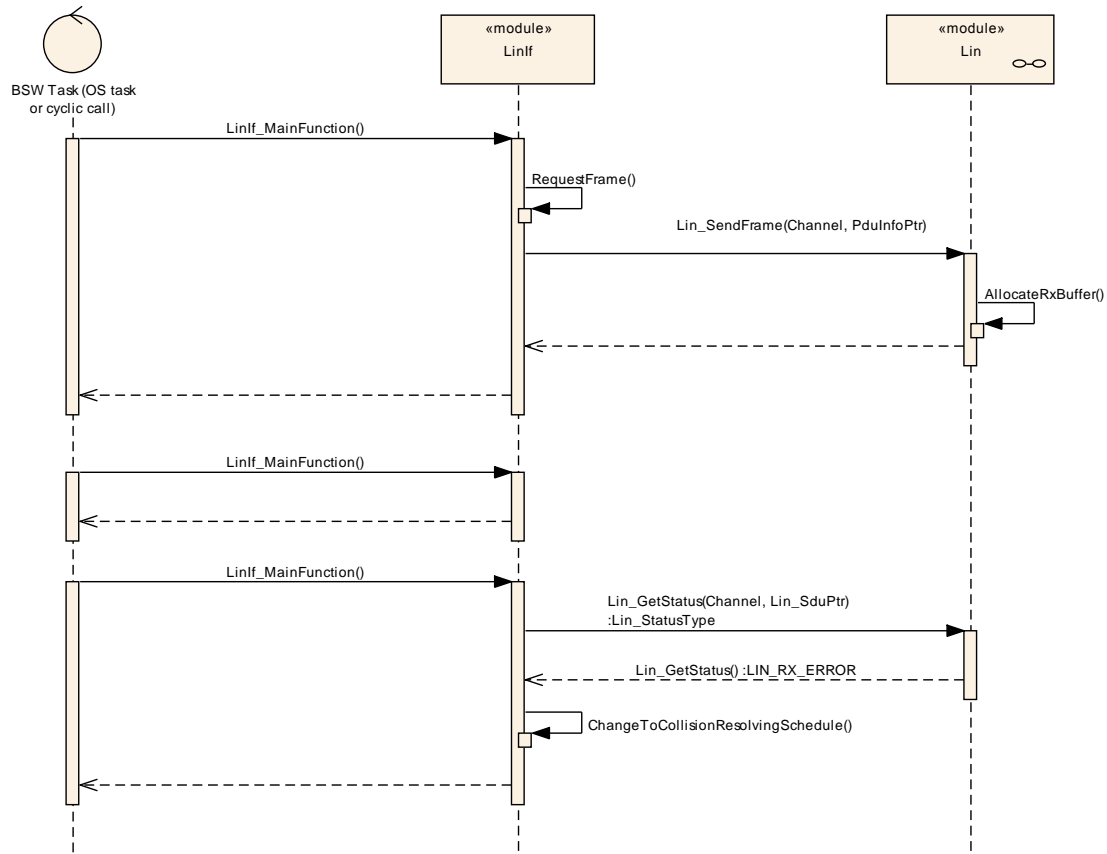 «module»
LinIf
«module»
Lin
BSW Task (OS task
or cyclic call)
LinIf_MainFunction()
RequestFrame()
Lin_SendFrame(Channel, PduInfoPtr)
AllocateRxBuffer()
LinIf_MainFunction()
LinIf_MainFunction()
Lin_GetStatus(Channel, Lin_SduPtr)
:Lin_StatusType
Lin_GetStatus() :LIN_RX_ERROR
ChangeToCollisionResolvingSchedule()